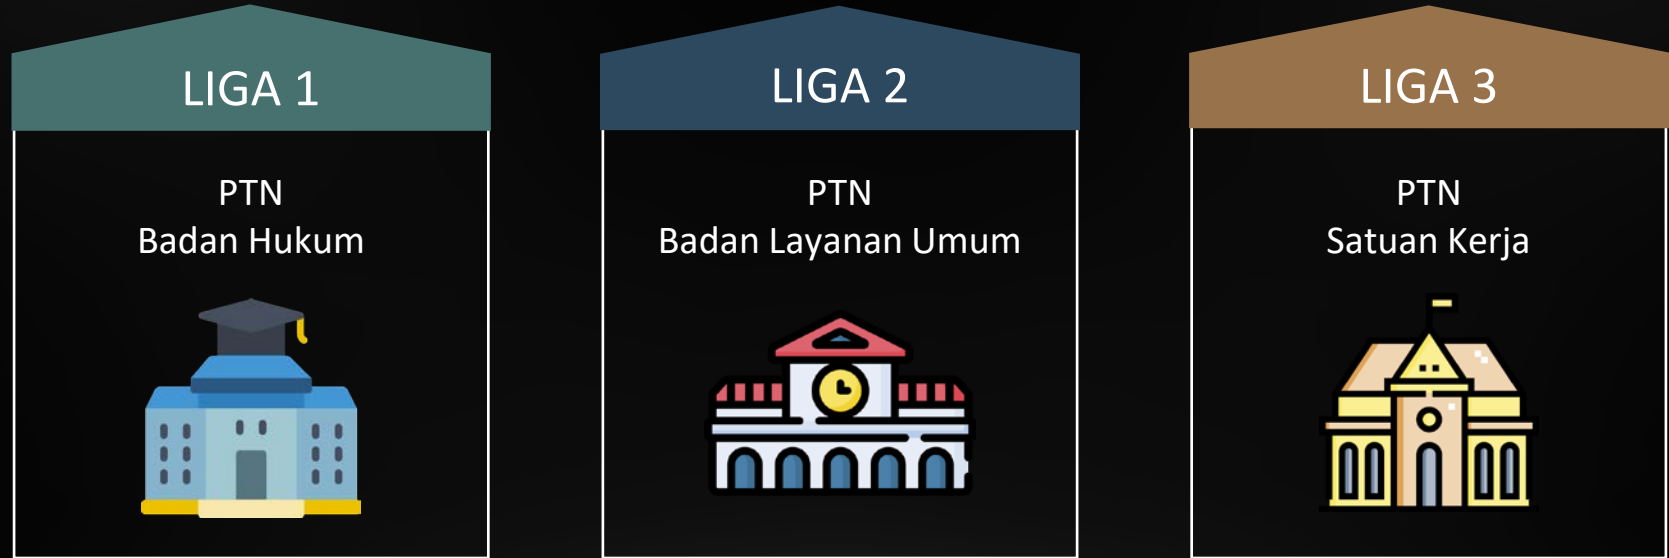 LIGA 1
PTN
Badan Hukum
LIGA 2
PTN
Badan Layanan Umum
LIGA 3
PTN
Satuan Kerja